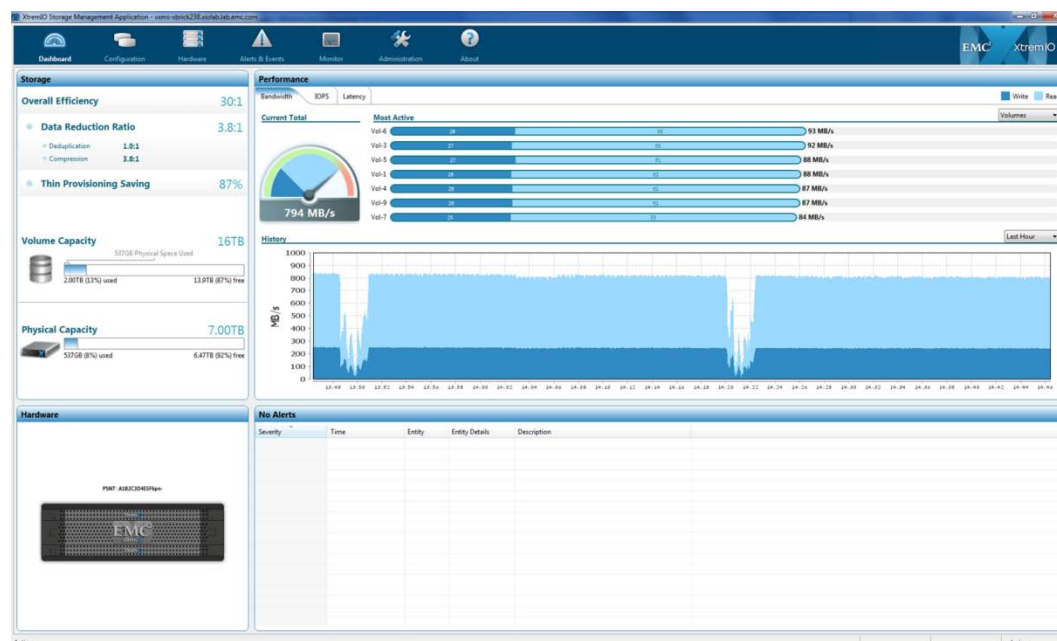 XtremIO Storage Management Application - vxms-xbrick238.xiolab.lab.emc.com
Dashboard
Configuration
Hardware
Alerts & Events
Monitor
Administration
About
EMC² XtremIO
Storage
Overall Efficiency 30:1
Data Reduction Ratio 3.8:1
Deduplication 1.0:1
Compression 3.8:1
Thin Provisioning Saving 87%
Volume Capacity 16TB
537GB Physical Space Used
2.00TB (13%) used 13.9TB (87%) free
Physical Capacity 7.00TB
537GB (8%) used 6.47TB (92%) free
Performance
Bandwidth IOPS Latency
Write Rea
Current Total
794 MB/s
Most Active
Volumes
Vol-6 93 MB/s
Vol-3 27 92 MB/s
Vol-5 27 88 MB/s
Vol-1 88 MB/s
Vol-4 87 MB/s
Vol-9 87 MB/s
Vol-7 84 MB/s
History
Last Hour
MB/s
1000
900
800
700
600
500
400
300
200
100
0
Hardware
EMC²
No Alerts
Severity Time Entity Entity Details Description